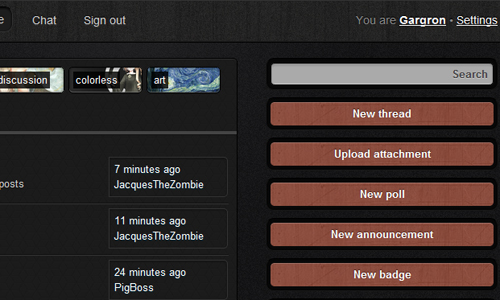 e Chat Sign out You are Gargron - Settings
discussion colorless art
Search
New thread
7 minutes ago
JacquesTheZombie
posts
Upload attachment
New poll
11 minutes ago
JacquesTheZombie
New announcement
24 minutes ago
PigBoss
New badge